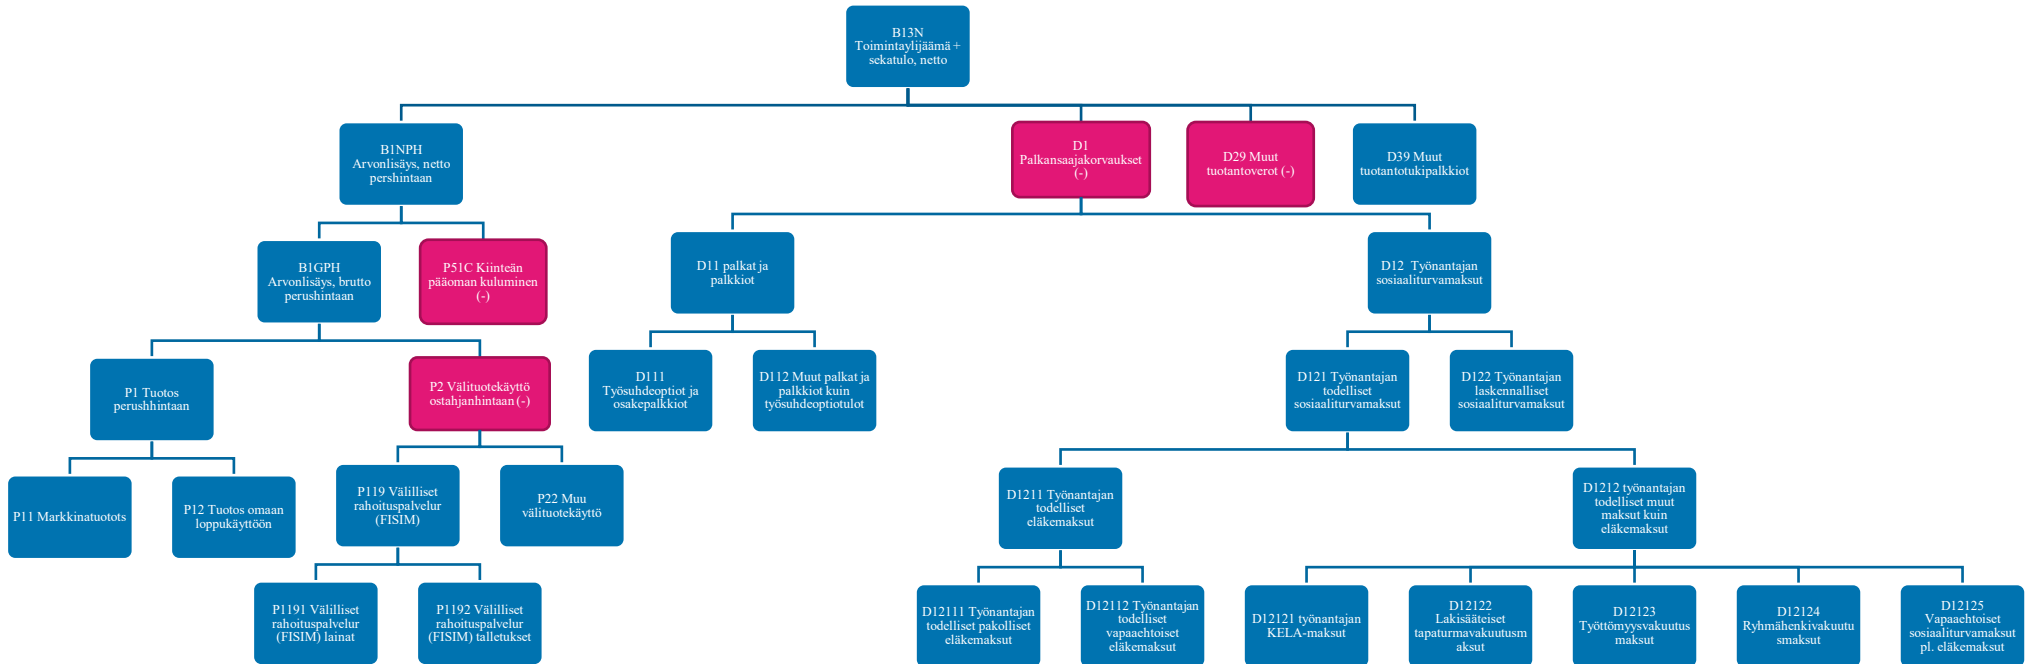 B13N
Toimintaylijäämä +
sekatulo, netto
B1NPH
Arvonlisäys, netto
pershintaan
D1
Palkansaajakorvaukset
(-)
D29 Muut
tuotantoverot (-)
D39 Muut
tuotantotukipalkkiot
B1GPH
Arvonlisäys, brutto
perushintaan
P51C Kiinteän
pääoman kuluminen
(-)
D11 palkat ja
palkkiot
D12 Työnantajan
sosiaaliturvamaksut
P1 Tuotos
perushhintaan
P2 Välituotekäyttö
ostahjanhintaan (-)
D111
Työsuhdeoptiot ja
osakepalkkiot
D112 Muut palkat ja
palkkiot kuin
työsuhdeoptiotulot
D121 Työnantajan
todelliset
sosiaaliturvamaksut
D122 Työnantajan
laskennalliset
sosiaaliturvamaksut
P11 Markkinatuotots
P12 Tuotos omaan
loppukäyttöön
P119 Välilliset
rahoituspalvelur
(FISIM)
P22 Muu
välituotekäyttö
D1211 Työnantajan
todelliset
eläkemaksut
D1212 työnantajan
todelliset muut
maksut kuin
eläkemaksut
P1191 Välilliset
rahoituspalvelur
(FISIM) lainat
P1192 Välilliset
rahoituspalvelur
(FISIM) talletukset
D12111 Työnantajan
todelliset pakolliset
eläkemaksut
D12112 Työnantajan
todelliset
vapaaehtoiset
eläkemaksut
D12121 työnantajan
KELA-maksut
D12122
Lakisääteiset
tapaturmavakuutusm
aksut
D12123
Työttömyysvakuutus
maksut
D12124
Ryhmähenkivakuutu
smaksut
D12125
Vapaaehtoiset
sosiaaliturvamaksut
pl. eläkemaksut